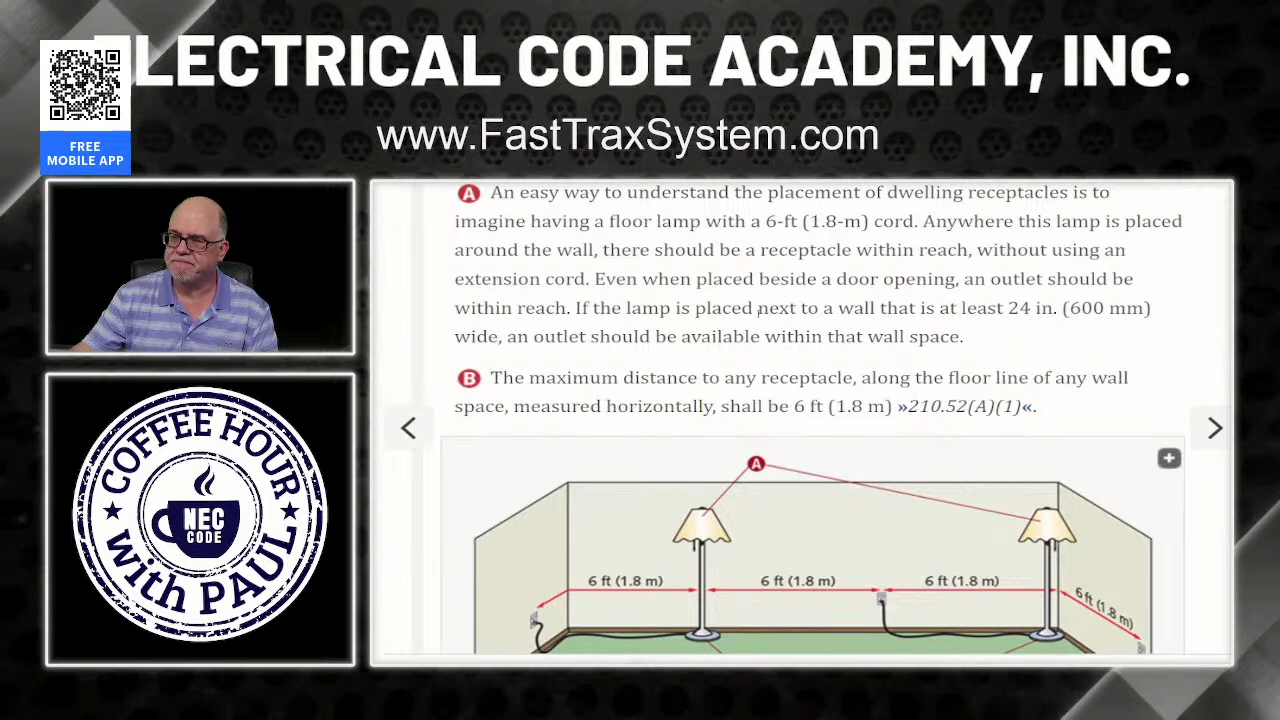 ELECTRICAL CODE ACADEMY, INC.
www.FastTraxSystem.com
FREE
MOBILE APP
A An easy way to understand the placement of dwelling receptacles is to
imagine having a floor lamp with a 6-ft (1.8-m) cord. Anywhere this lamp is placed
around the wall, there should be a receptacle within reach, without using an
extension cord. Even when placed beside a door opening, an outlet should be
within reach. If the lamp is placed next to a wall that is at least 24 in. (600 mm)
wide, an outlet should be available within that wall space.
B The maximum distance to any receptacle, along the floor line of any wall
space, measured horizontally, shall be 6 ft (1.8 m) »210.52(A)(1)«.
A
6 ft (1.8 m)
6 ft (1.8 m)
6 ft (1.8 m)
6 ft (1.8 m)
COFFEE HOUR
NEC
CODE
with PAUL